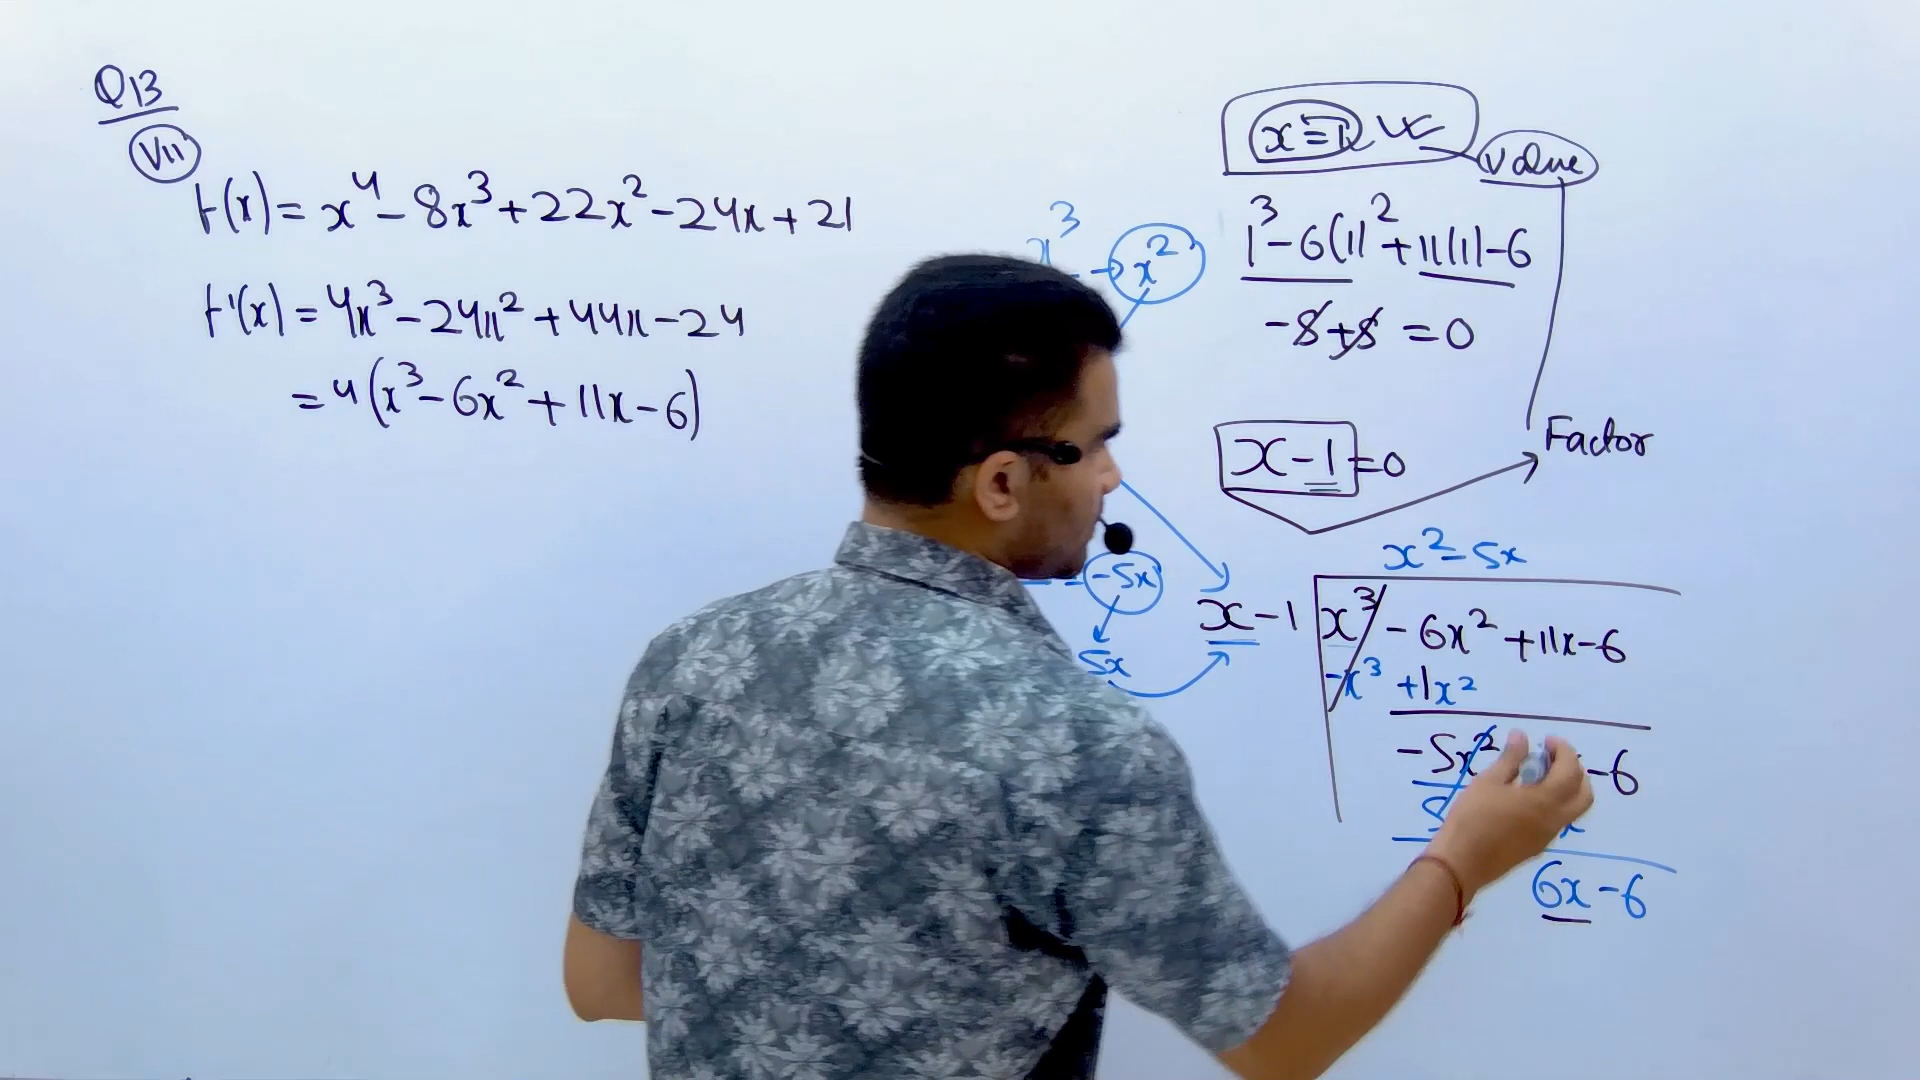 Q13
VII
f(x) = x⁴ - 8x³ + 22x² - 24x + 21
f'(x) = 4x³ - 24x² + 44x - 24
= 4(x³ - 6x² + 11x - 6)
x³
→ x²
= -5x
5x
x = 1
value
1³ - 6(1)² + 11(1) - 6
-8 + 8 = 0
x - 1 = 0
Factor
x² - 5x
x - 1
x³ - 6x² + 11x - 6
-x³ + 1x²
-5x² - 6
6x - 6